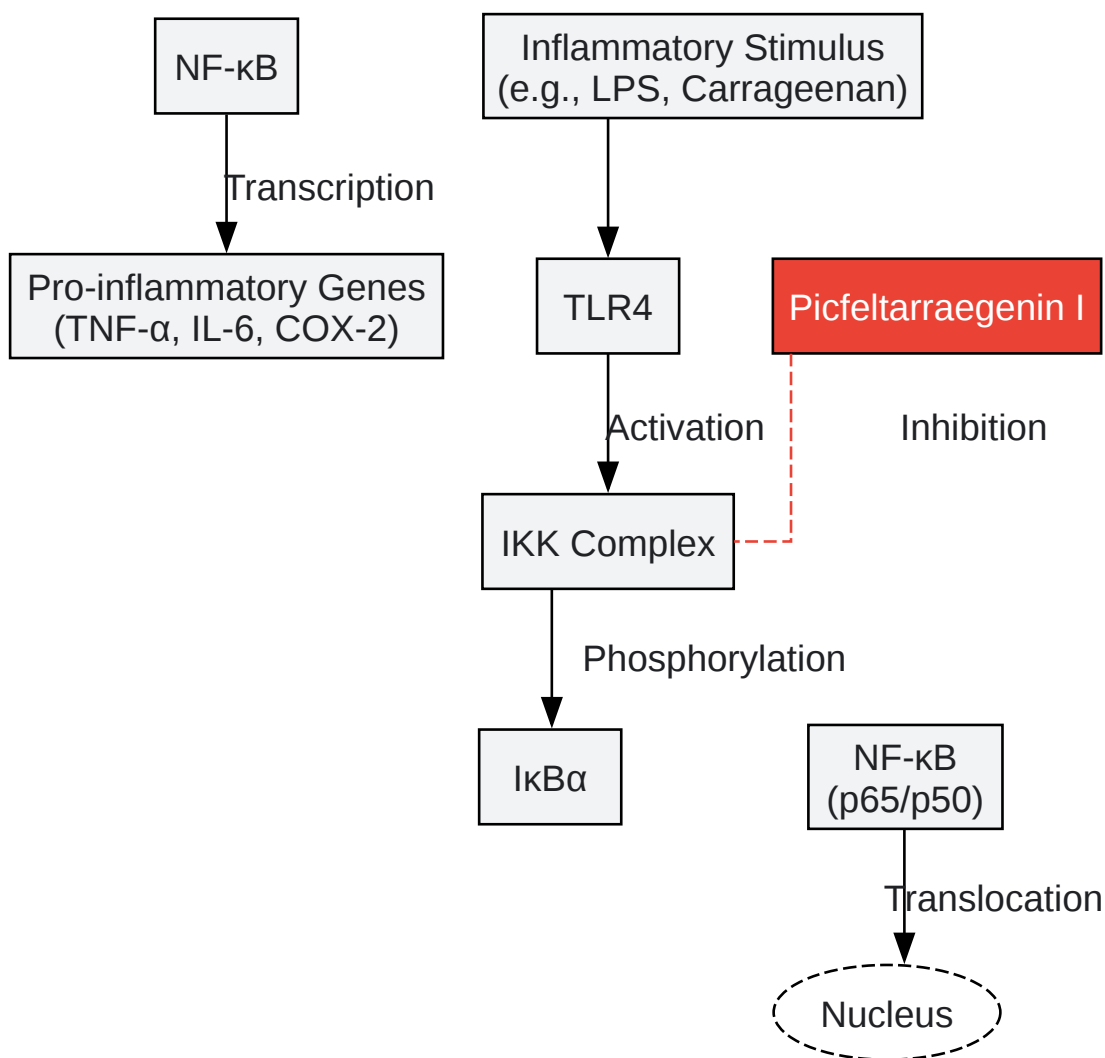 NF-κB
Inflammatory Stimulus
(e.g., LPS, Carrageenan)
Transcription
Pro-inflammatory Genes
(TNF-α, IL-6, COX-2)
TLR4
Picfeltarraegenin I
Activation
Inhibition
IKK Complex
Phosphorylation
IκBα
NF-κB
(p65/p50)
Translocation
Nucleus